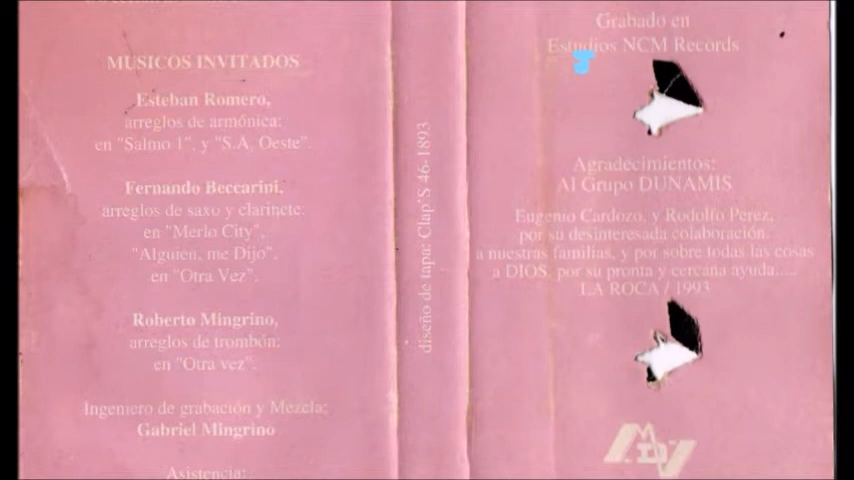 MUSICOS INVITADOS
Esteban Romero,
arreglos de armónica:
en "Salmo 1", y "S.A. Oeste".
Fernando Beccarini,
arreglos de saxo y clarinete:
en "Merlo City",
"Alguien, me Dijo",
en "Otra Vez".
Roberto Mingrino,
arreglos de trombón:
en "Otra vez".
Ingeniero de grabación y Mezcla:
Gabriel Mingrino
Asistencia:
diseño de tapa: Clap'S 46-1893
Grabado en
Estudios NCM Records
Agradecimientos:
Al Grupo DUNAMIS
Eugenio Cardozo, y Rodolfo Perez,
por su desinteresada colaboración.
a nuestras familias, y por sobre todas las cosas
a DIOS, por su pronta y cercana ayuda.....
LA ROCA / 1993
MD